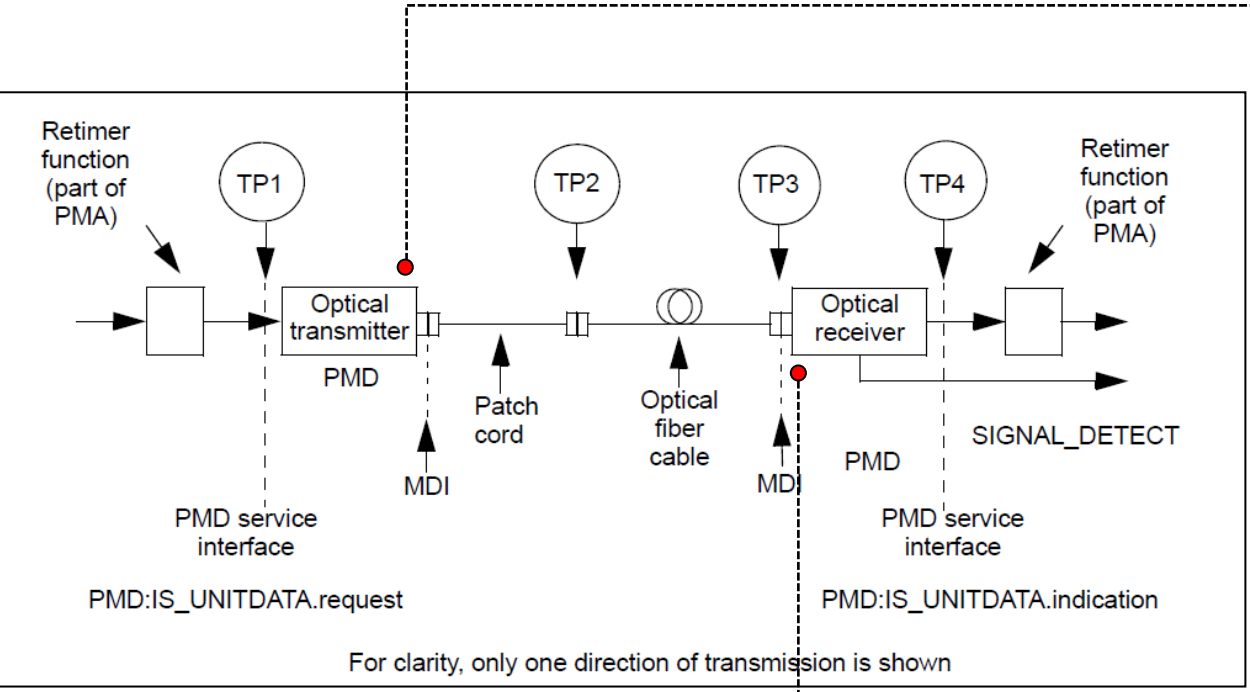 Retimer
function
(part of
PMA)
TP1
TP2
TP3
TP4
Retimer
function
(part of
PMA)
Optical
transmitter
PMD
Optical
receiver
Patch
cord
Optical
fiber
cable
MDI
MDI
PMD
SIGNAL_DETECT
PMD service
interface
PMD service
interface
PMD:IS_UNITDATA.request
PMD:IS_UNITDATA.indication
For clarity, only one direction of transmission is shown